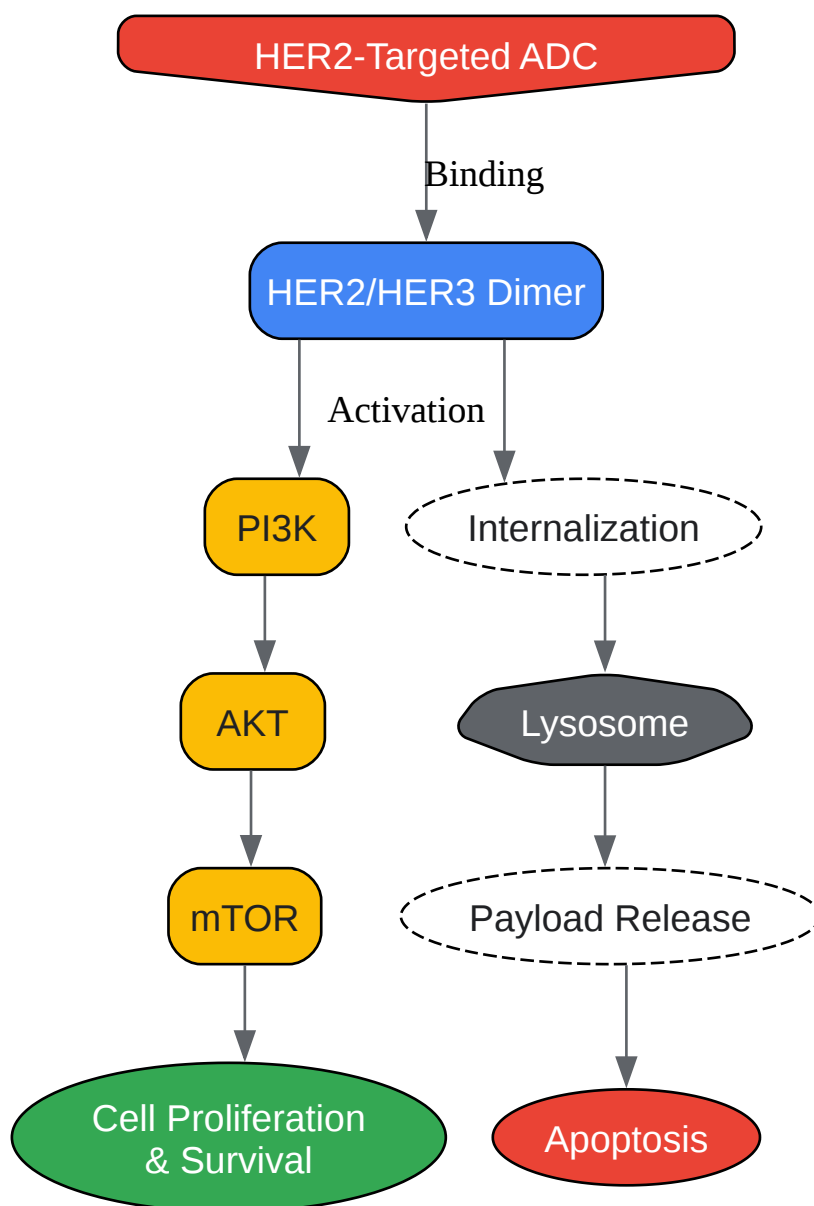 HER2-Targeted ADC
Binding
HER2/HER3 Dimer
Activation
PI3K
Internalization
AKT
Lysosome
mTOR
Payload Release
Cell Proliferation
& Survival
Apoptosis